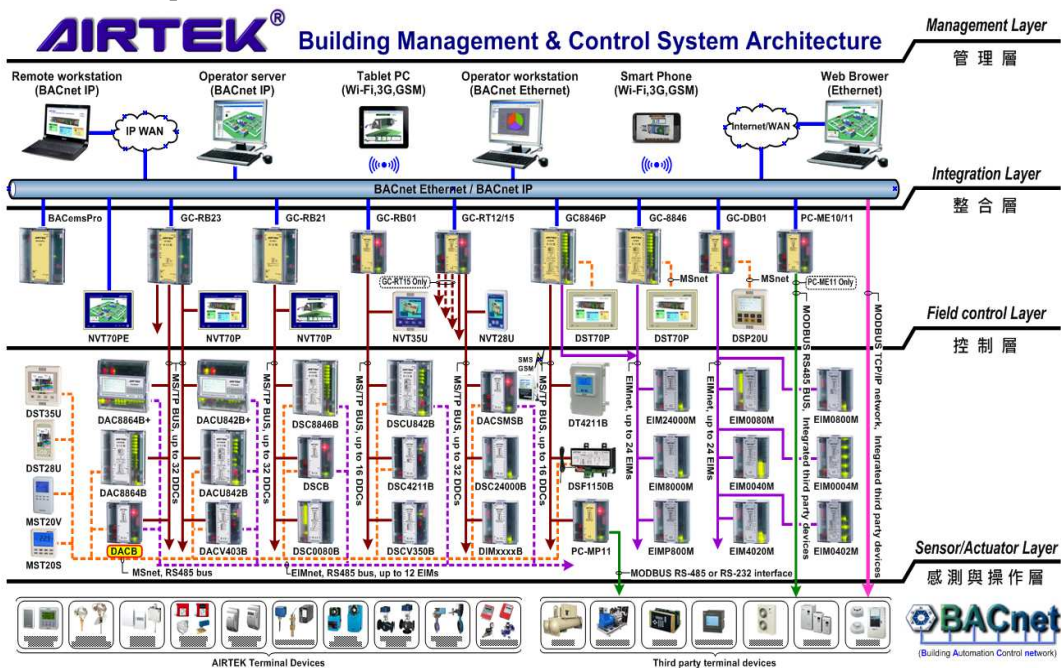 AIRTEK® Building Management & Control System Architecture
Management Layer
管理層
Remote workstation
(BACnet IP)
Operator server
(BACnet IP)
Tablet PC
(Wi-Fi,3G,GSM)
Operator workstation
(BACnet Ethernet)
Smart Phone
(Wi-Fi,3G,GSM)
Web Brower
(Ethernet)
IP WAN
Internet/WAN
BACnet Ethernet / BACnet IP
Integration Layer
整合層
BACemsPro
GC-RB23
GC-RB21
GC-RB01
GC-RT12/15
GC8846P
GC-8846
GC-DB01
PC-ME10/11
GC-RT15 Only
MSnet
MSnet
PC-ME11 Only
NVT70PE
NVT70P
NVT70P
NVT35U
NVT28U
DST70P
DST70P
DSP20U
Field control Layer
控制層
SMS
GSM
MS/TP BUS, up to 32 DDCs
MS/TP BUS, up to 32 DDCs
MS/TP BUS, up to 16 DDCs
MS/TP BUS, up to 32 DDCs
MS/TP BUS, up to 16 DDCs
EIMnet, up to 24 EIMs
EIMnet, up to 24 EIMs
MODBUS RS485 BUS, Integrated third party devices
MODBUS TCP/IP network, Integrated third party devices
DST35U
DAC8864B+
DACU842B+
DSC8846B
DSCU842B
DACSMSB
DT4211B
EIM24000M
EIM0080M
EIM0800M
DST28U
DAC8864B
DACU842B
DSCB
DSC4211B
DSC24000B
DSF1150B
EIM8000M
EIM0040M
EIM0004M
MST20V
MST20S
DACB
DACV403B
DSC0080B
DSCV350B
DIMxxxxB
PC-MP11
EIMP800M
EIM4020M
EIM0402M
MSnet, RS485 bus
EIMnet, RS485 bus, up to 12 EIMs
MODBUS RS-485 or RS-232 interface
Sensor/Actuator Layer
感測與操作層
AIRTEK Terminal Devices
Third party terminal devices
BACnet
(Building Automation Control network)